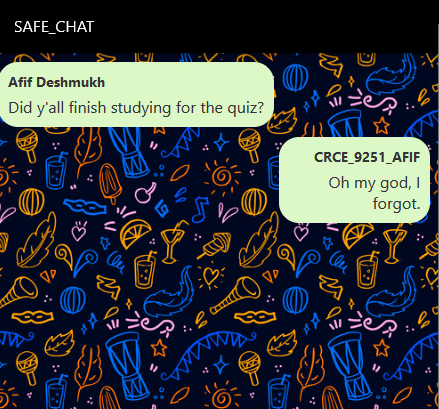 SAFE_CHAT
Afif Deshmukh
Did y'all finish studying for the quiz?
CRCE_9251_AFIF
Oh my god, I
forgot.